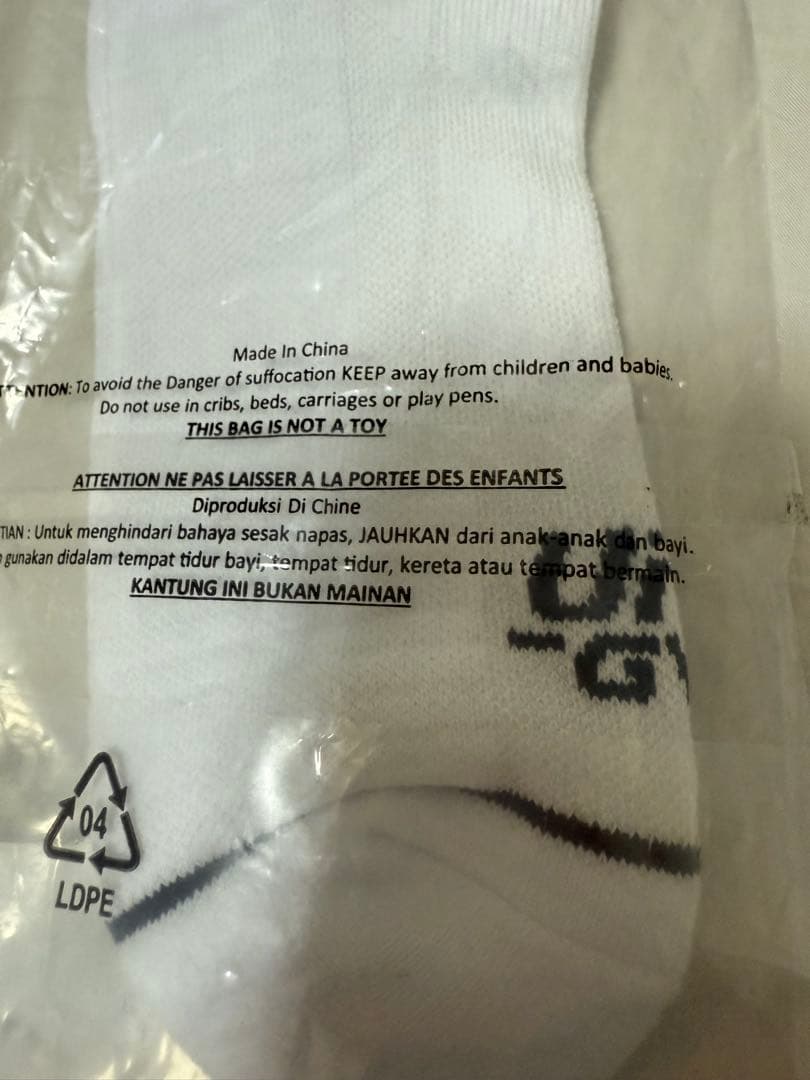 Made In China
ATTENTION: To avoid the Danger of suffocation KEEP away from children and babies.
Do not use in cribs, beds, carriages or play pens.
THIS BAG IS NOT A TOY
ATTENTION NE PAS LAISSER A LA PORTEE DES ENFANTS
Diproduksi Di Chine
TIAN : Untuk menghindari bahaya sesak napas, JAUHKAN dari anak-anak dan bayi.
gunakan didalam tempat tidur bayi, tempat tidur, kereta atau tempat bermain.
KANTUNG INI BUKAN MAINAN
G
04
LDPE